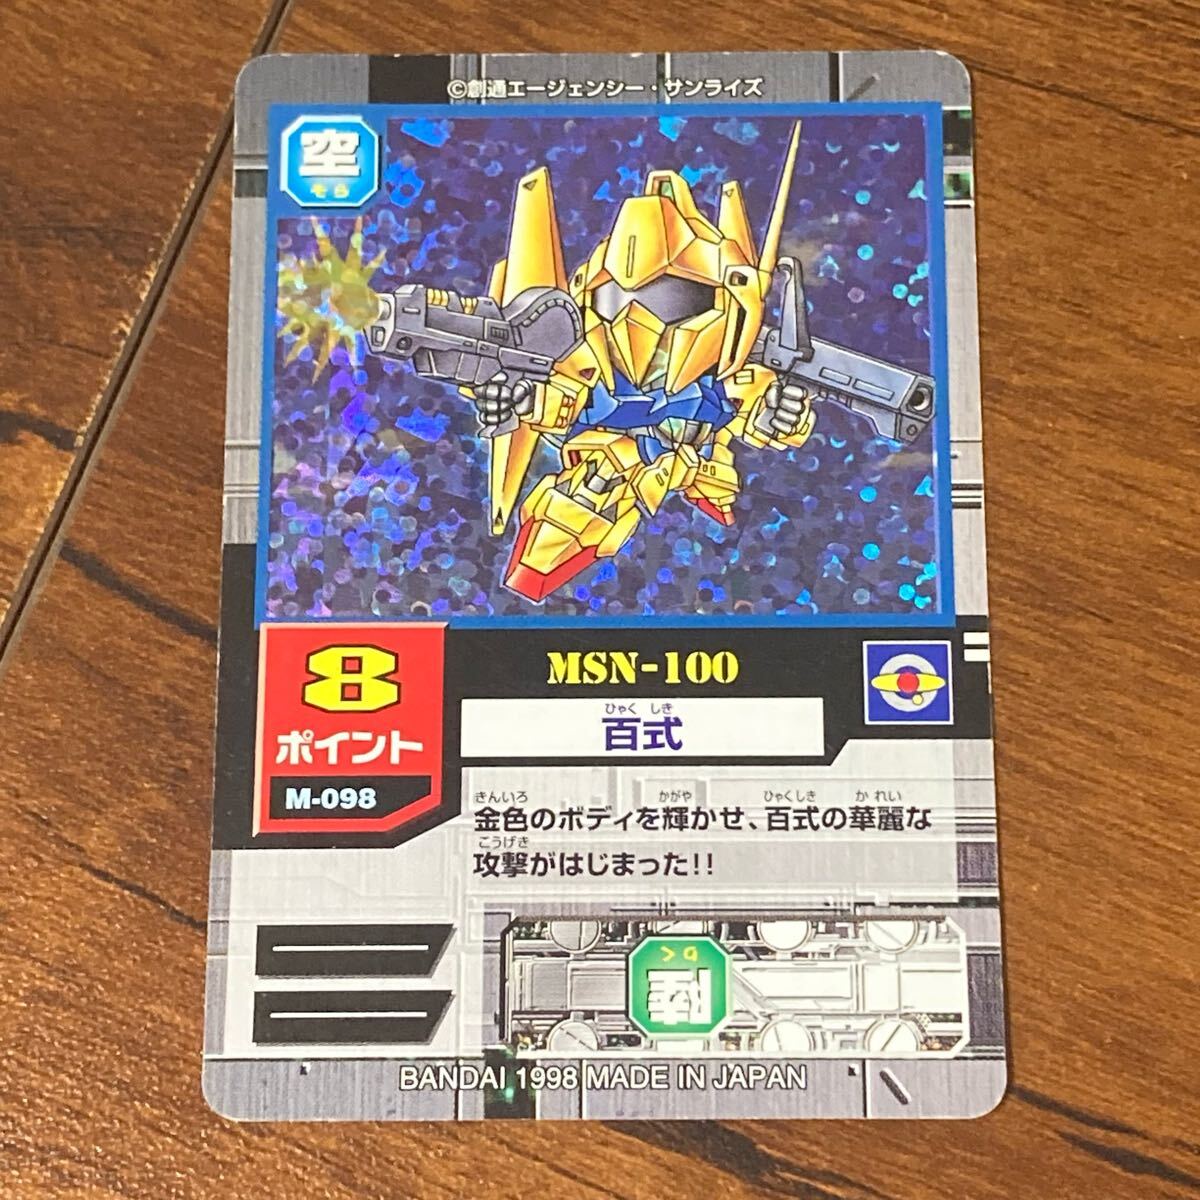 ©創通エージェンシー・サンライズ
空
そら
8
ポイント
M-098
MSN-100
ひゃく しき
百式
きんいろ かがや ひゃくしき かれい
金色のボディを輝かせ、百式の華麗な
こうげき
攻撃がはじまった!!
りく
陸
BANDAI 1998 MADE IN JAPAN